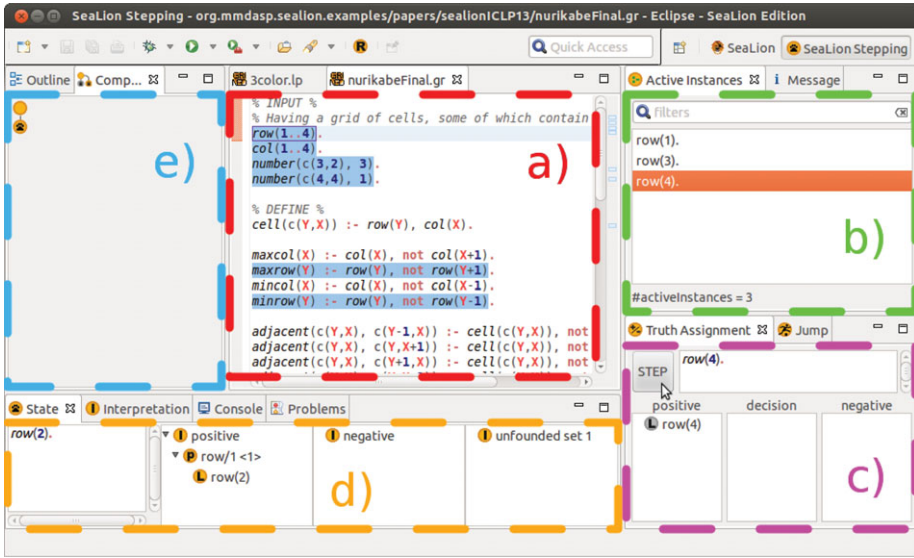 SeaLion Stepping - org.mmdasp.sealion.examples/papers/sealionICLP13/nurikabeFinal.gr - Eclipse - SeaLion Edition
Quick Access
SeaLion
SeaLion Stepping
Outline
Comp...
3color.lp
nurikabeFinal.gr
Active Instances
Message
e)
% INPUT %
% Having a grid of cells, some of which contain
row(1..4).
col(1..4).
number(c(3,2), 3).
number(c(4,4), 1).
% DEFINE %
cell(c(Y,X)) :- row(Y), col(X).
maxcol(X) :- col(X), not col(X+1).
maxrow(Y) :- row(Y), not row(Y+1).
mincol(X) :- col(X), not col(X-1).
minrow(Y) :- row(Y), not row(Y-1).
adjacent(c(Y,X), c(Y-1,X)) :- cell(c(Y,X)), not
adjacent(c(Y,X), c(Y,X+1)) :- cell(c(Y,X)), not
adjacent(c(Y,X), c(Y+1,X)) :- cell(c(Y,X)), not
a)
filters
row(1).
row(3).
row(4).
b)
#activeInstances = 3
Truth Assignment
Jump
STEP
row(4).
positive
decision
negative
L row(4)
c)
State
Interpretation
Console
Problems
row(2).
I positive
P row/1 <1>
L row(2)
I negative
I unfounded set 1
d)